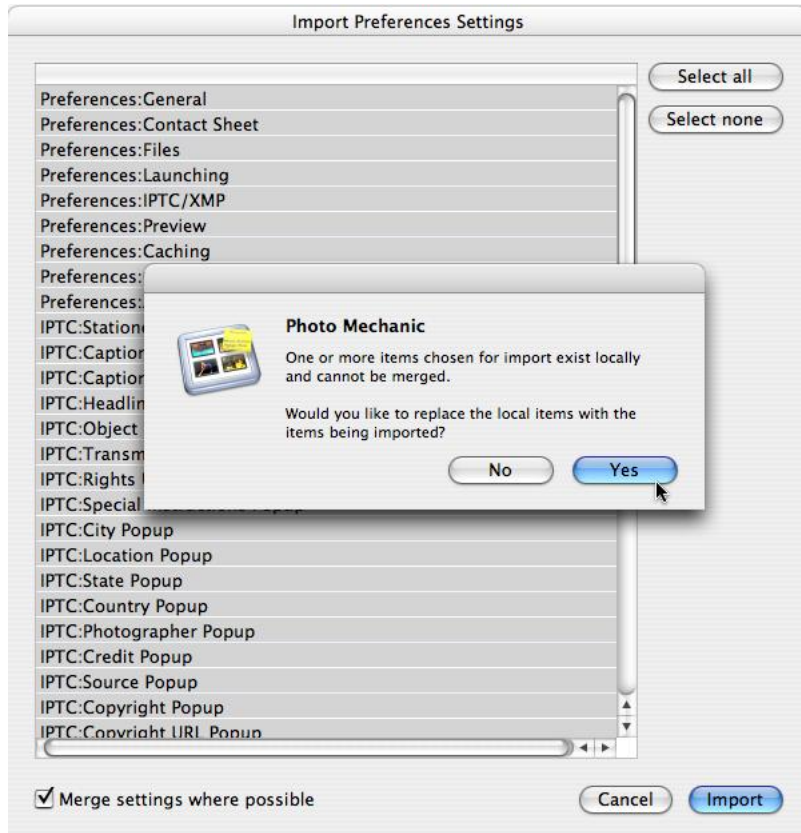 Import Preferences Settings
Select all
Select none
Preferences:General
Preferences:Contact Sheet
Preferences:Files
Preferences:Launching
Preferences:IPTC/XMP
Preferences:Preview
Preferences:Caching
Preferences:
Preferences:
IPTC:Station
IPTC:Caption
IPTC:Caption
IPTC:Headlin
IPTC:Object
IPTC:Transm
IPTC:Rights
IPTC:Special Instructions Popup
IPTC:City Popup
IPTC:Location Popup
IPTC:State Popup
IPTC:Country Popup
IPTC:Photographer Popup
IPTC:Credit Popup
IPTC:Source Popup
IPTC:Copyright Popup
IPTC:Copyright URL Popup
Photo Mechanic
One or more items chosen for import exist locally
and cannot be merged.
Would you like to replace the local items with the
items being imported?
No
Yes
Merge settings where possible
Cancel
Import